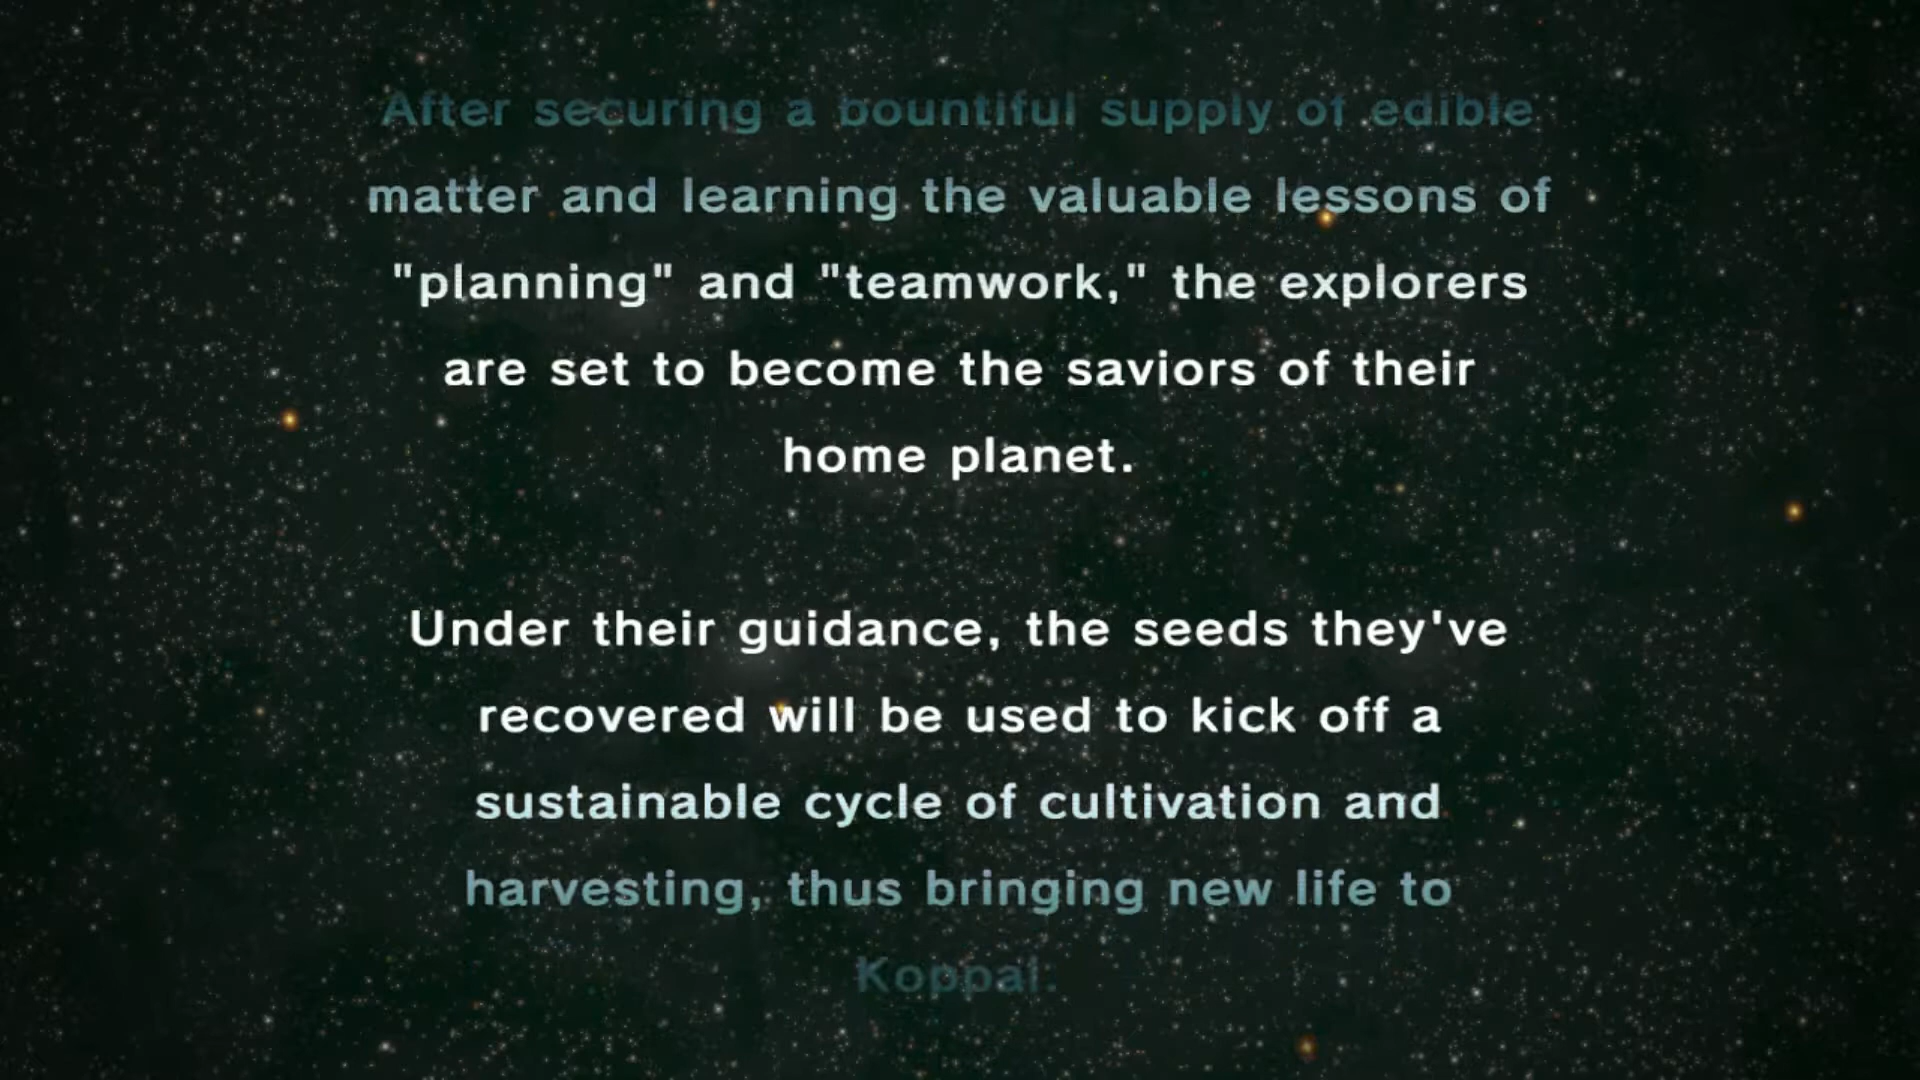 After securing a bountiful supply of edible
matter and learning the valuable lessons of
"planning" and "teamwork," the explorers
are set to become the saviors of their
home planet.
Under their guidance, the seeds they've
recovered will be used to kick off a
sustainable cycle of cultivation and
harvesting, thus bringing new life to
Koppai.